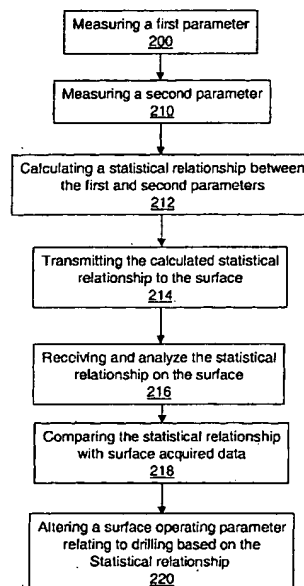 Measuring a first parameter
200
Measuring a second parameter
210
Calculating a statistical relationship between
the first and second parameters
212
Transmitting the calculated statistical
relationship to the surface
214
Receiving and analyze the statistical
relationship on the surface
216
Comparing the statistical relationship
with surface acquired data
218
Altering a surface operating parameter
relating to drilling based on the
Statistical relationship
220